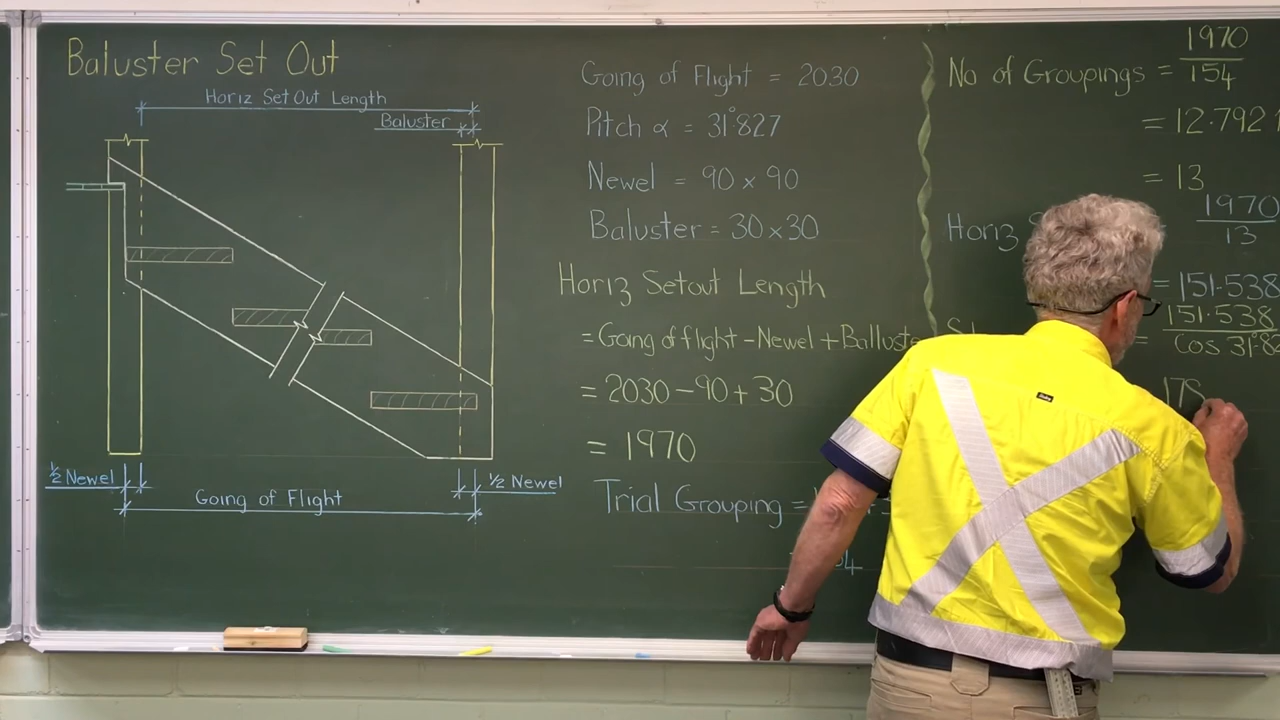 Baluster Set Out
Horiz Set Out Length
Baluster
½ Newel
Going of Flight
½ Newel
Going of Flight = 2030
Pitch α = 31°827
Newel = 90 × 90
Baluster = 30 × 30
Horiz Setout Length
= Going of flight - Newel + Balluste
= 2030 - 90 + 30
= 1970
Trial Grouping =
4
No of Groupings = 1970
154
= 12.792
= 13
Horiz
1970
13
= 151.538
= 151.538
cos 31°82
178